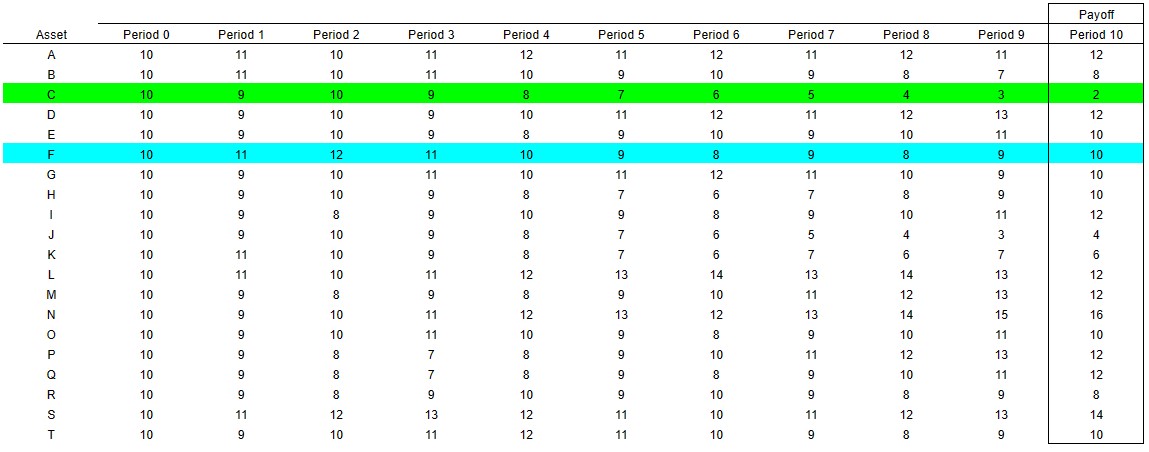 Payoff
Asset Period 0 Period 1 Period 2 Period 3 Period 4 Period 5 Period 6 Period 7 Period 8 Period 9 Period 10
A 10 11 10 11 12 11 12 11 12 11 12
B 10 11 10 11 10 9 10 9 8 7 8
C 10 9 10 9 8 7 6 5 4 3 2
D 10 9 10 9 10 11 12 11 12 13 12
E 10 9 10 9 8 9 10 9 10 11 10
F 10 11 12 11 10 9 8 9 8 9 10
G 10 9 10 11 10 11 12 11 10 9 10
H 10 9 10 9 8 7 6 7 8 9 10
I 10 9 8 9 10 9 8 9 10 11 12
J 10 9 10 9 8 7 6 5 4 3 4
K 10 11 10 9 8 7 6 7 6 7 6
L 10 11 10 11 12 13 14 13 14 13 12
M 10 9 8 9 8 9 10 11 12 13 12
N 10 9 10 11 12 13 12 13 14 15 16
O 10 9 10 11 10 9 8 9 10 11 10
P 10 9 8 7 8 9 10 11 12 13 12
Q 10 9 8 7 8 9 8 9 10 11 12
R 10 9 8 9 10 9 10 9 8 9 8
S 10 11 12 13 12 11 10 11 12 13 14
T 10 9 10 11 12 11 10 9 8 9 10